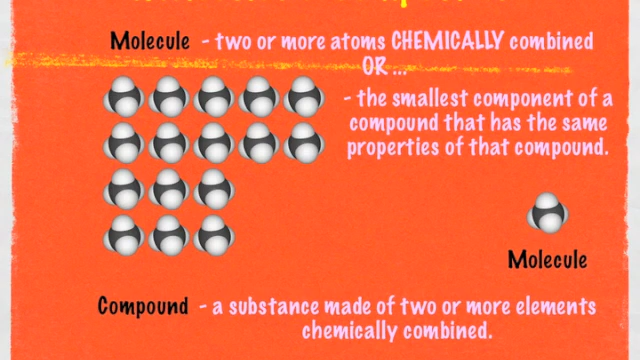 Molecule - two or more atoms CHEMICALLY combined
OR ...
- the smallest component of a
compound that has the same
properties of that compound.
Molecule
Compound - a substance made of two or more elements
chemically combined.